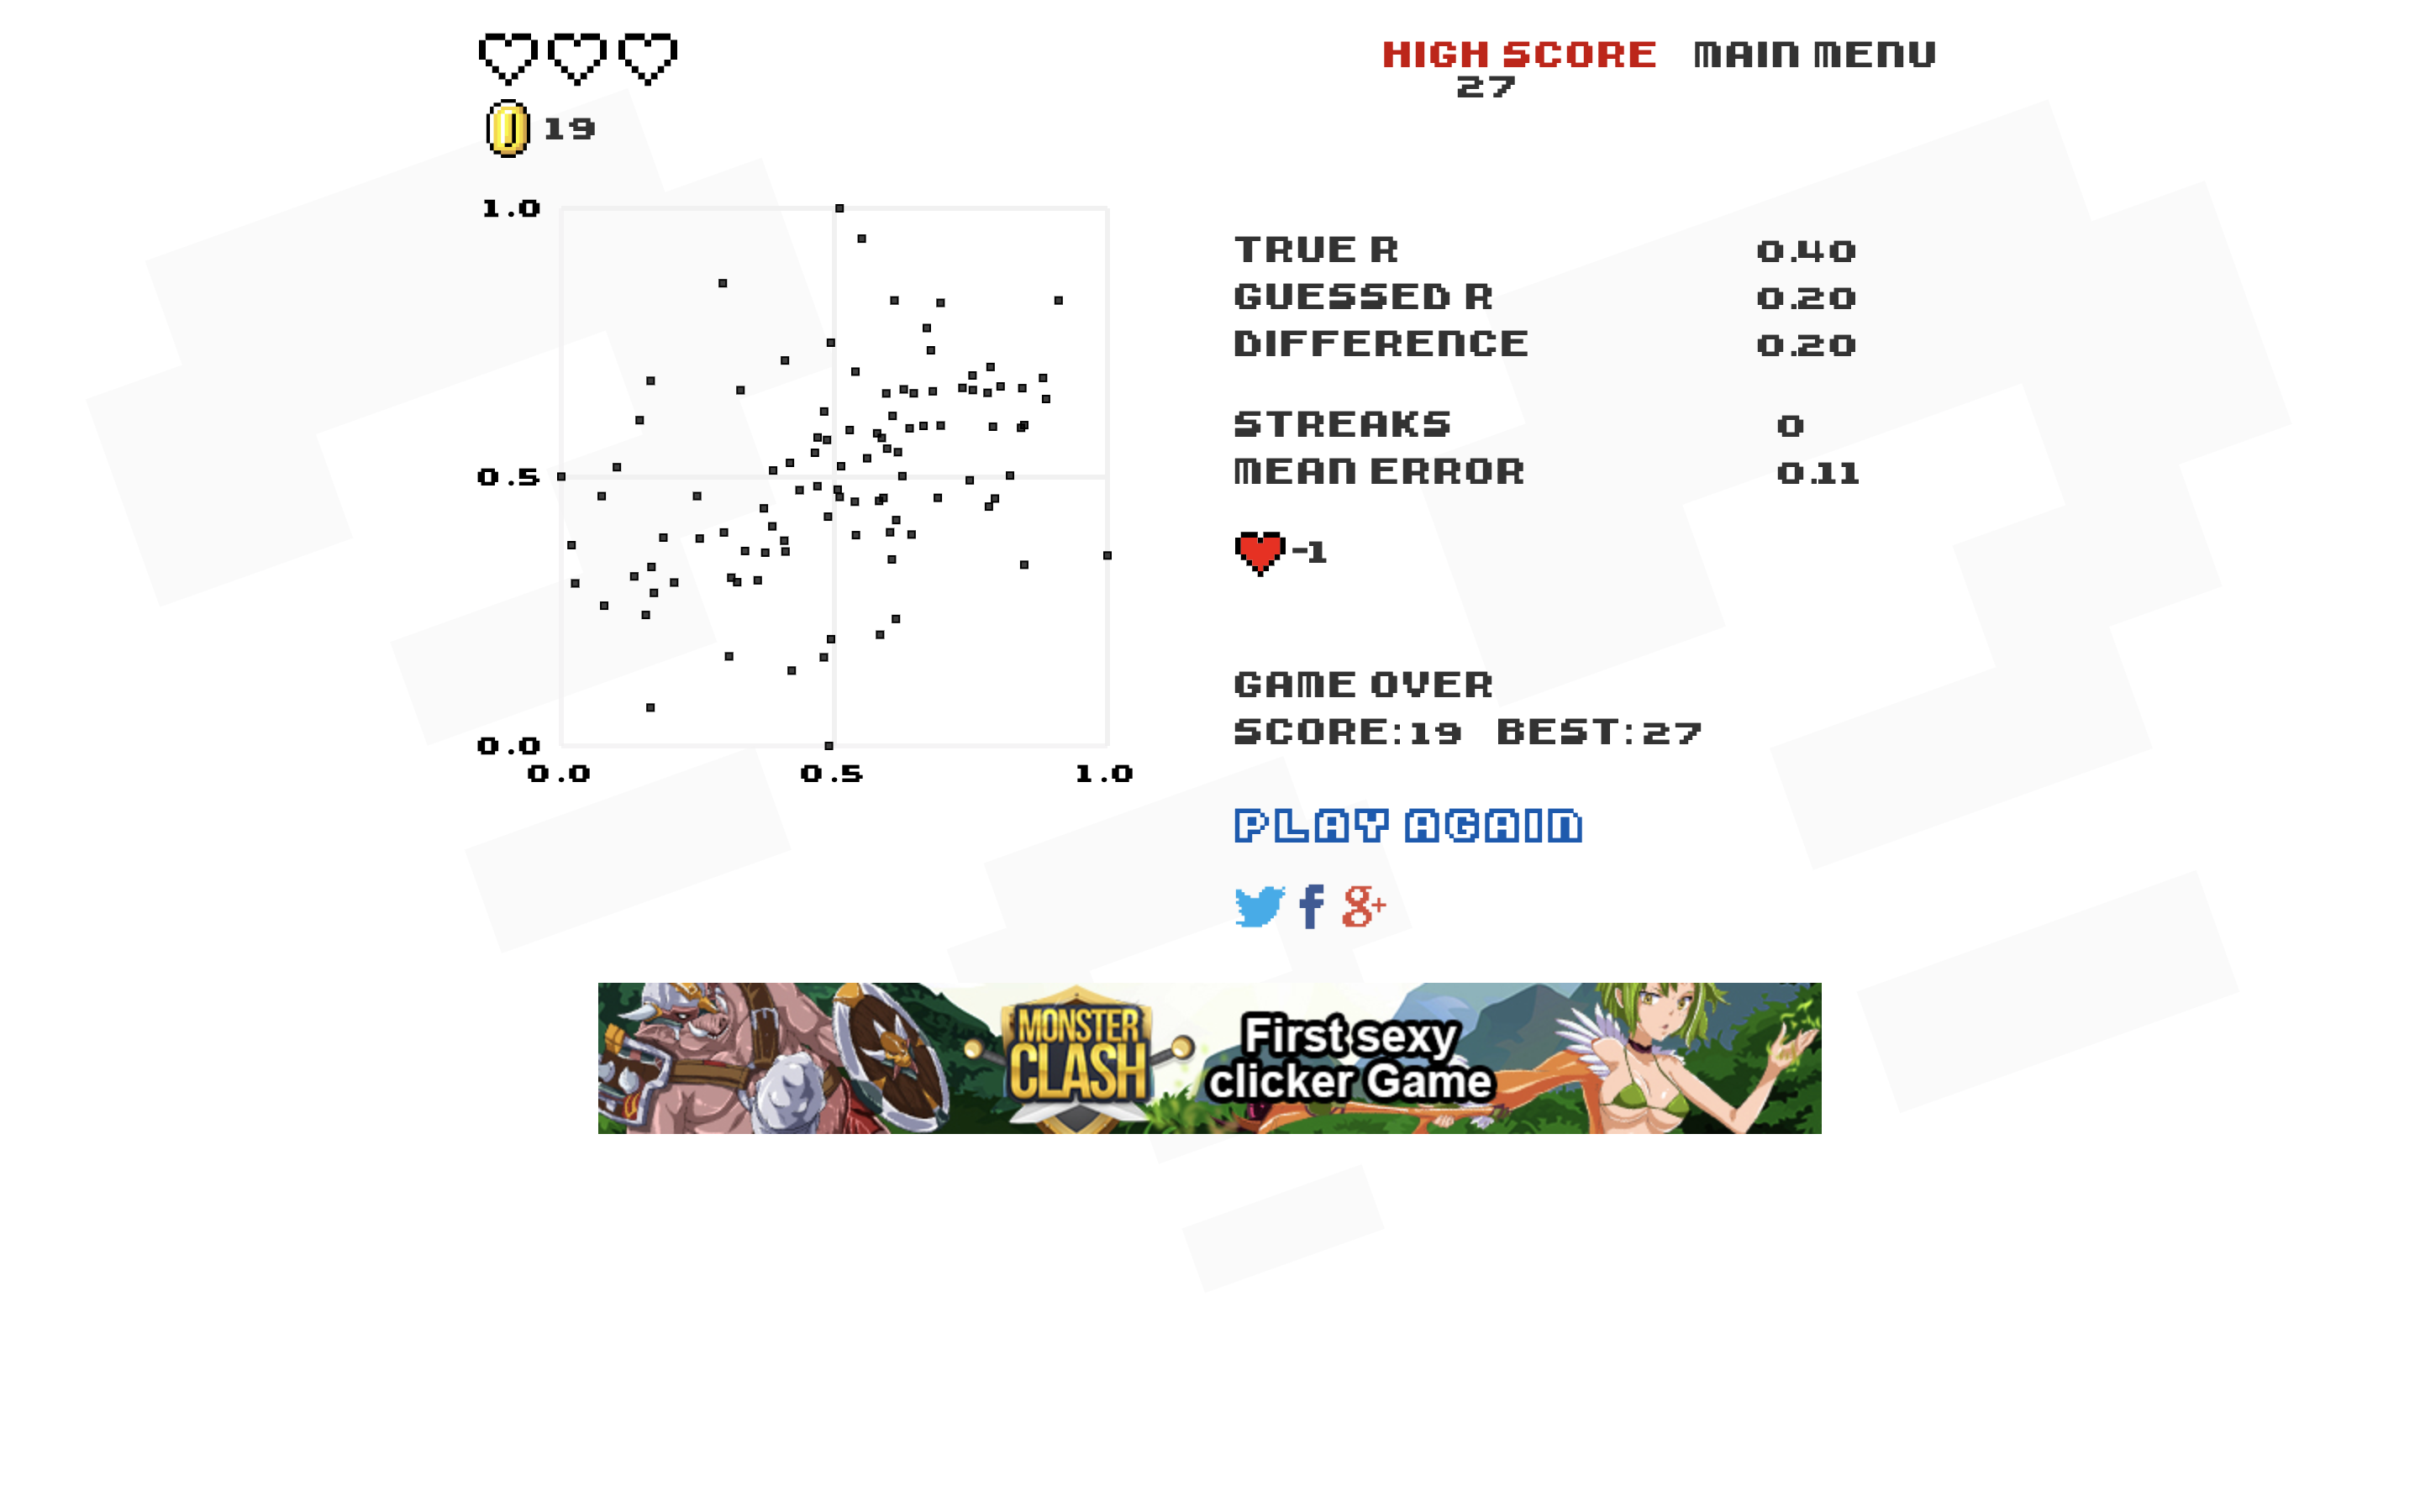 HIGH SCORE MAIN MENU
27
19
1.0
0.5
0.0
0.0 0.5 1.0
TRUE R 0.40
GUESSED R 0.20
DIFFERENCE 0.20
STREAKS 0
MEAN ERROR 0.11
-1
GAME OVER
SCORE:19 BEST:27
PLAY AGAIN
f g+
MONSTER
CLASH
First sexy
clicker Game